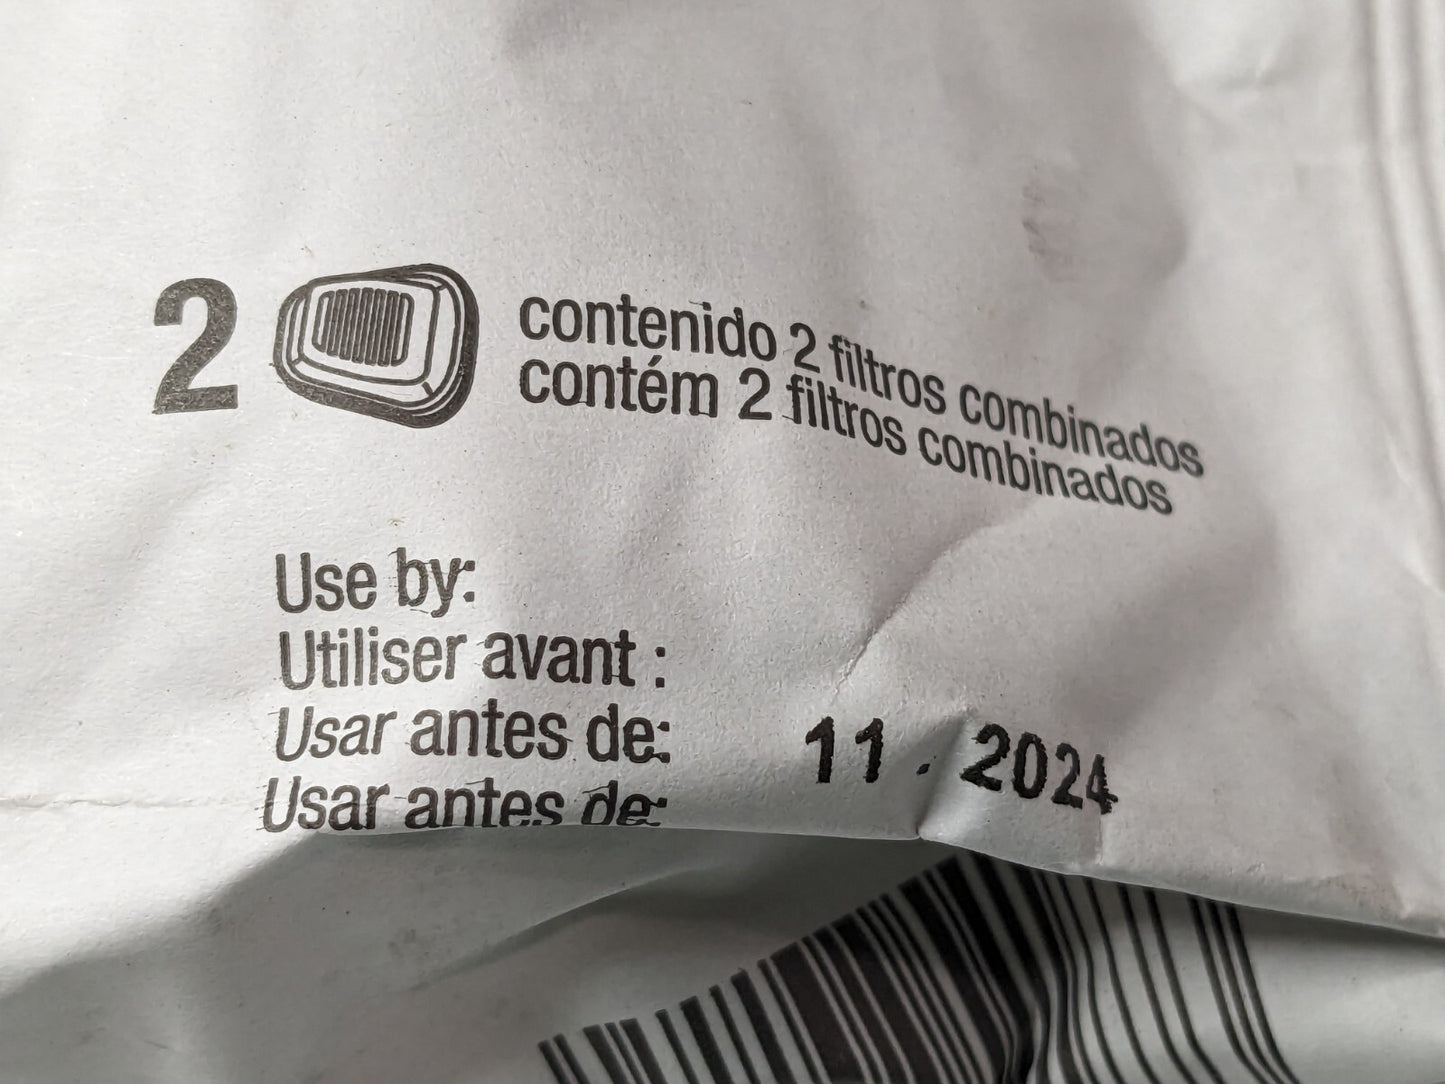 2
contenido 2 filtros combinados
contém 2 filtros combinados
Use by:
Utiliser avant :
Usar antes de:
Usar antes de:
11 . 2024